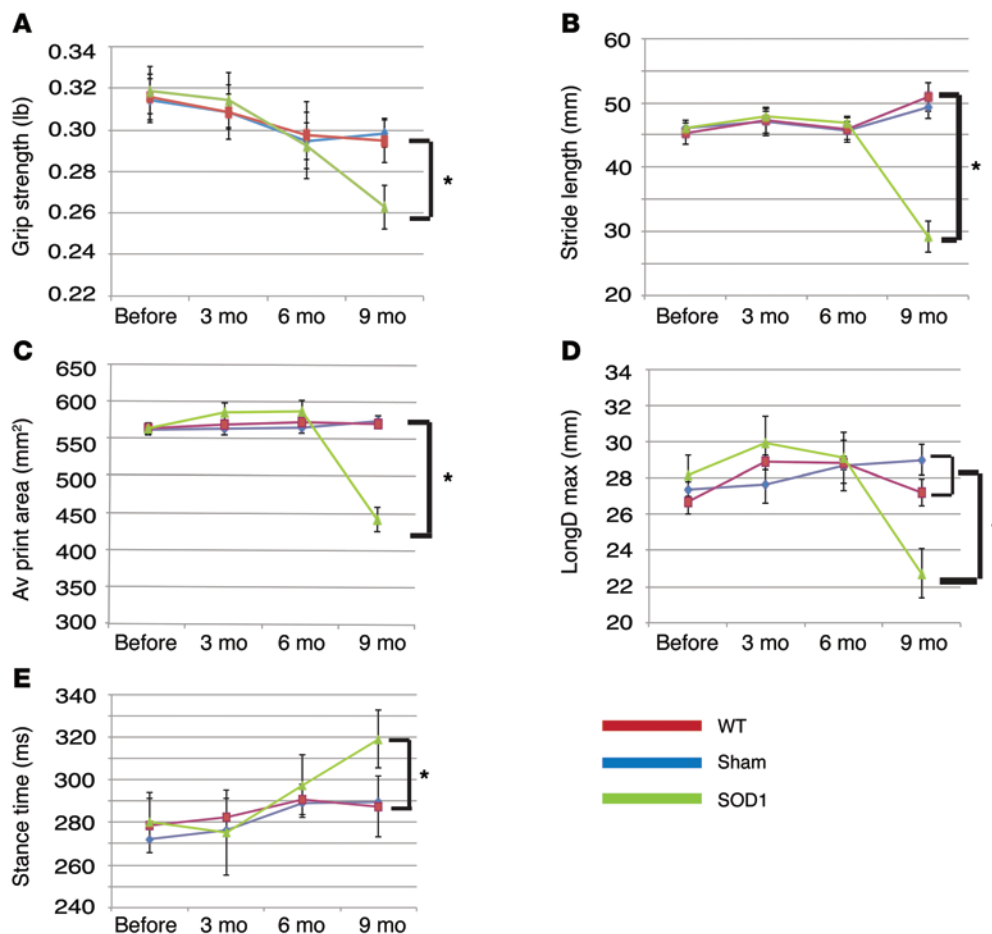 A
Grip strength (lb)
0.34
0.32
0.30
0.28
0.26
0.24
0.22
*
Before 3 mo 6 mo 9 mo
B
Stride length (mm)
60
50
40
30
20
*
Before 3 mo 6 mo 9 mo
C
Av print area (mm²)
650
600
550
500
450
400
350
300
*
Before 3 mo 6 mo 9 mo
D
LongD max (mm)
34
32
30
28
26
24
22
20
Before 3 mo 6 mo 9 mo
E
Stance time (ms)
340
320
300
280
260
240
*
Before 3 mo 6 mo 9 mo
WT
Sham
SOD1